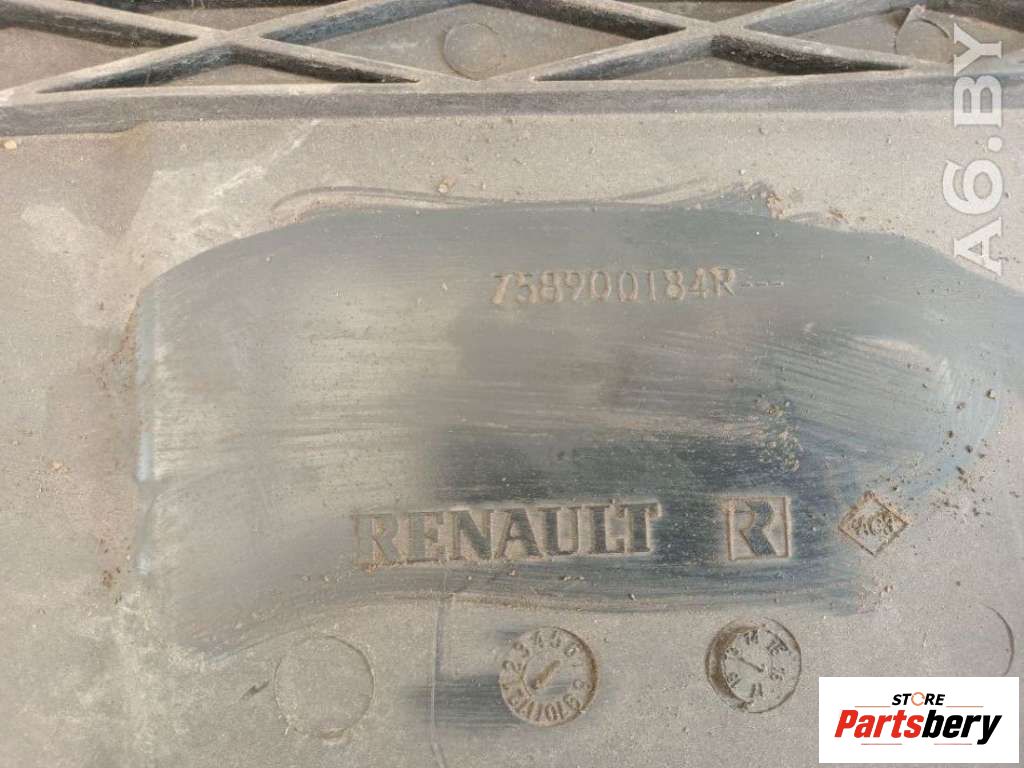 A6.BY
758900184R---
RENAULT R
STORE
Partsbery